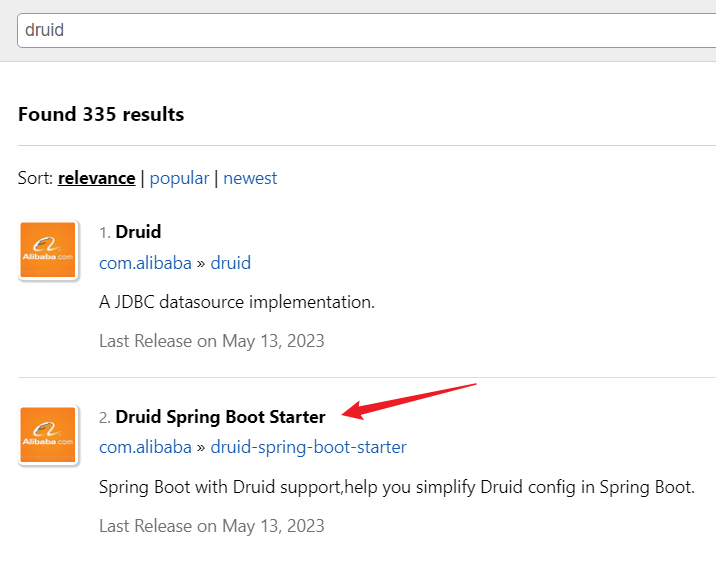 druid
Found 335 results
Sort: relevance | popular | newest
Alibaba.com
1. Druid
com.alibaba » druid
A JDBC datasource implementation.
Last Release on May 13, 2023
Alibaba.com
2. Druid Spring Boot Starter
com.alibaba » druid-spring-boot-starter
Spring Boot with Druid support,help you simplify Druid config in Spring Boot.
Last Release on May 13, 2023